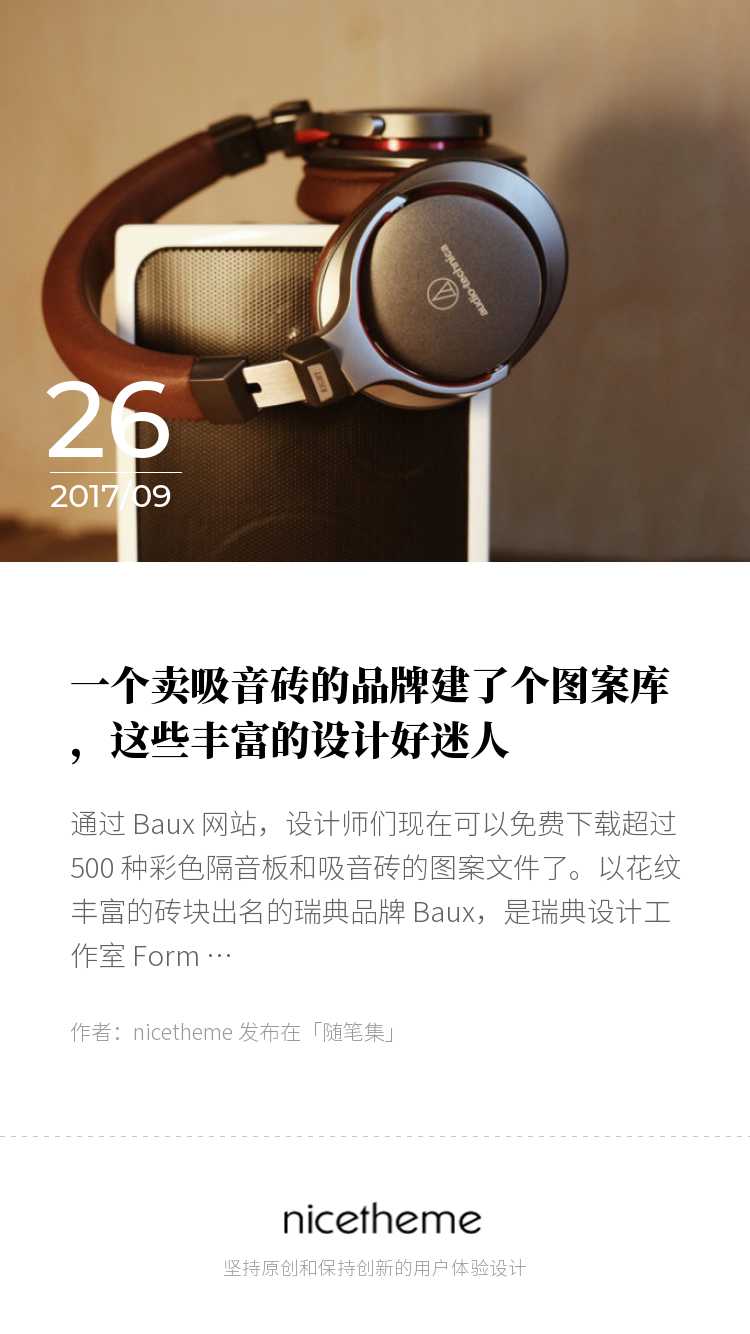 audio-technica
26
2017/09
一个卖吸音砖的品牌建了个图案库
，这些丰富的设计好迷人
通过 Baux 网站，设计师们现在可以免费下载超过
500 种彩色隔音板和吸音砖的图案文件了。以花纹
丰富的砖块出名的瑞典品牌 Baux，是瑞典设计工
作室 Form …
作者：nicetheme 发布在「随笔集」
nicetheme
坚持原创和保持创新的用户体验设计